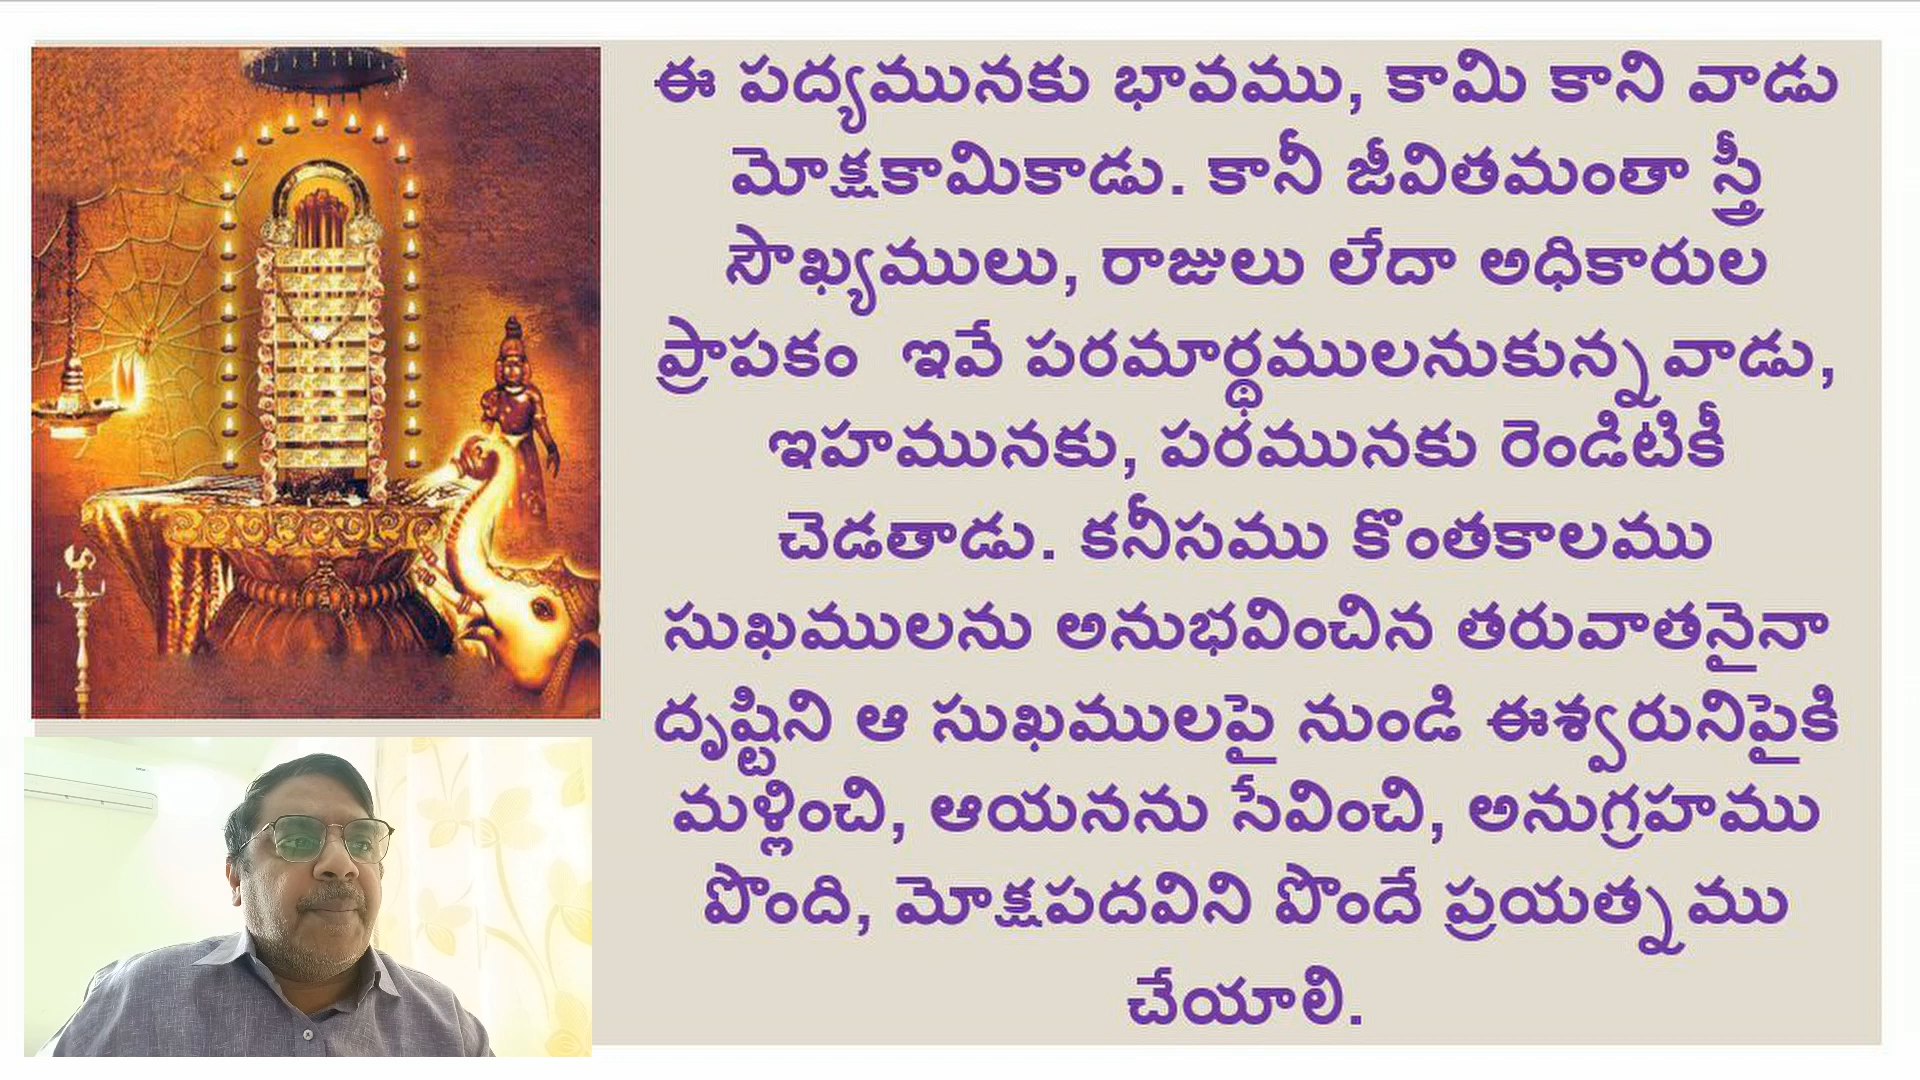 ఈ పద్యమునకు భావము, కామి కాని వాడు
మోక్షకామికాడు. కానీ జీవితమంతా స్త్రీ
సౌఖ్యములు, రాజులు లేదా అధికారుల
ప్రాపకం ఇవే పరమార్థములనుకున్నవాడు,
ఇహమునకు, పరమునకు రెండిటికీ
చెడతాడు. కనీసము కొంతకాలము
సుఖములను అనుభవించిన తరువాతనైనా
దృష్టిని ఆ సుఖములపై నుండి ఈశ్వరునిపైకి
మళ్లించి, ఆయనను సేవించి, అనుగ్రహము
పొంది, మోక్షపదవిని పొందే ప్రయత్నము
చేయాలి.